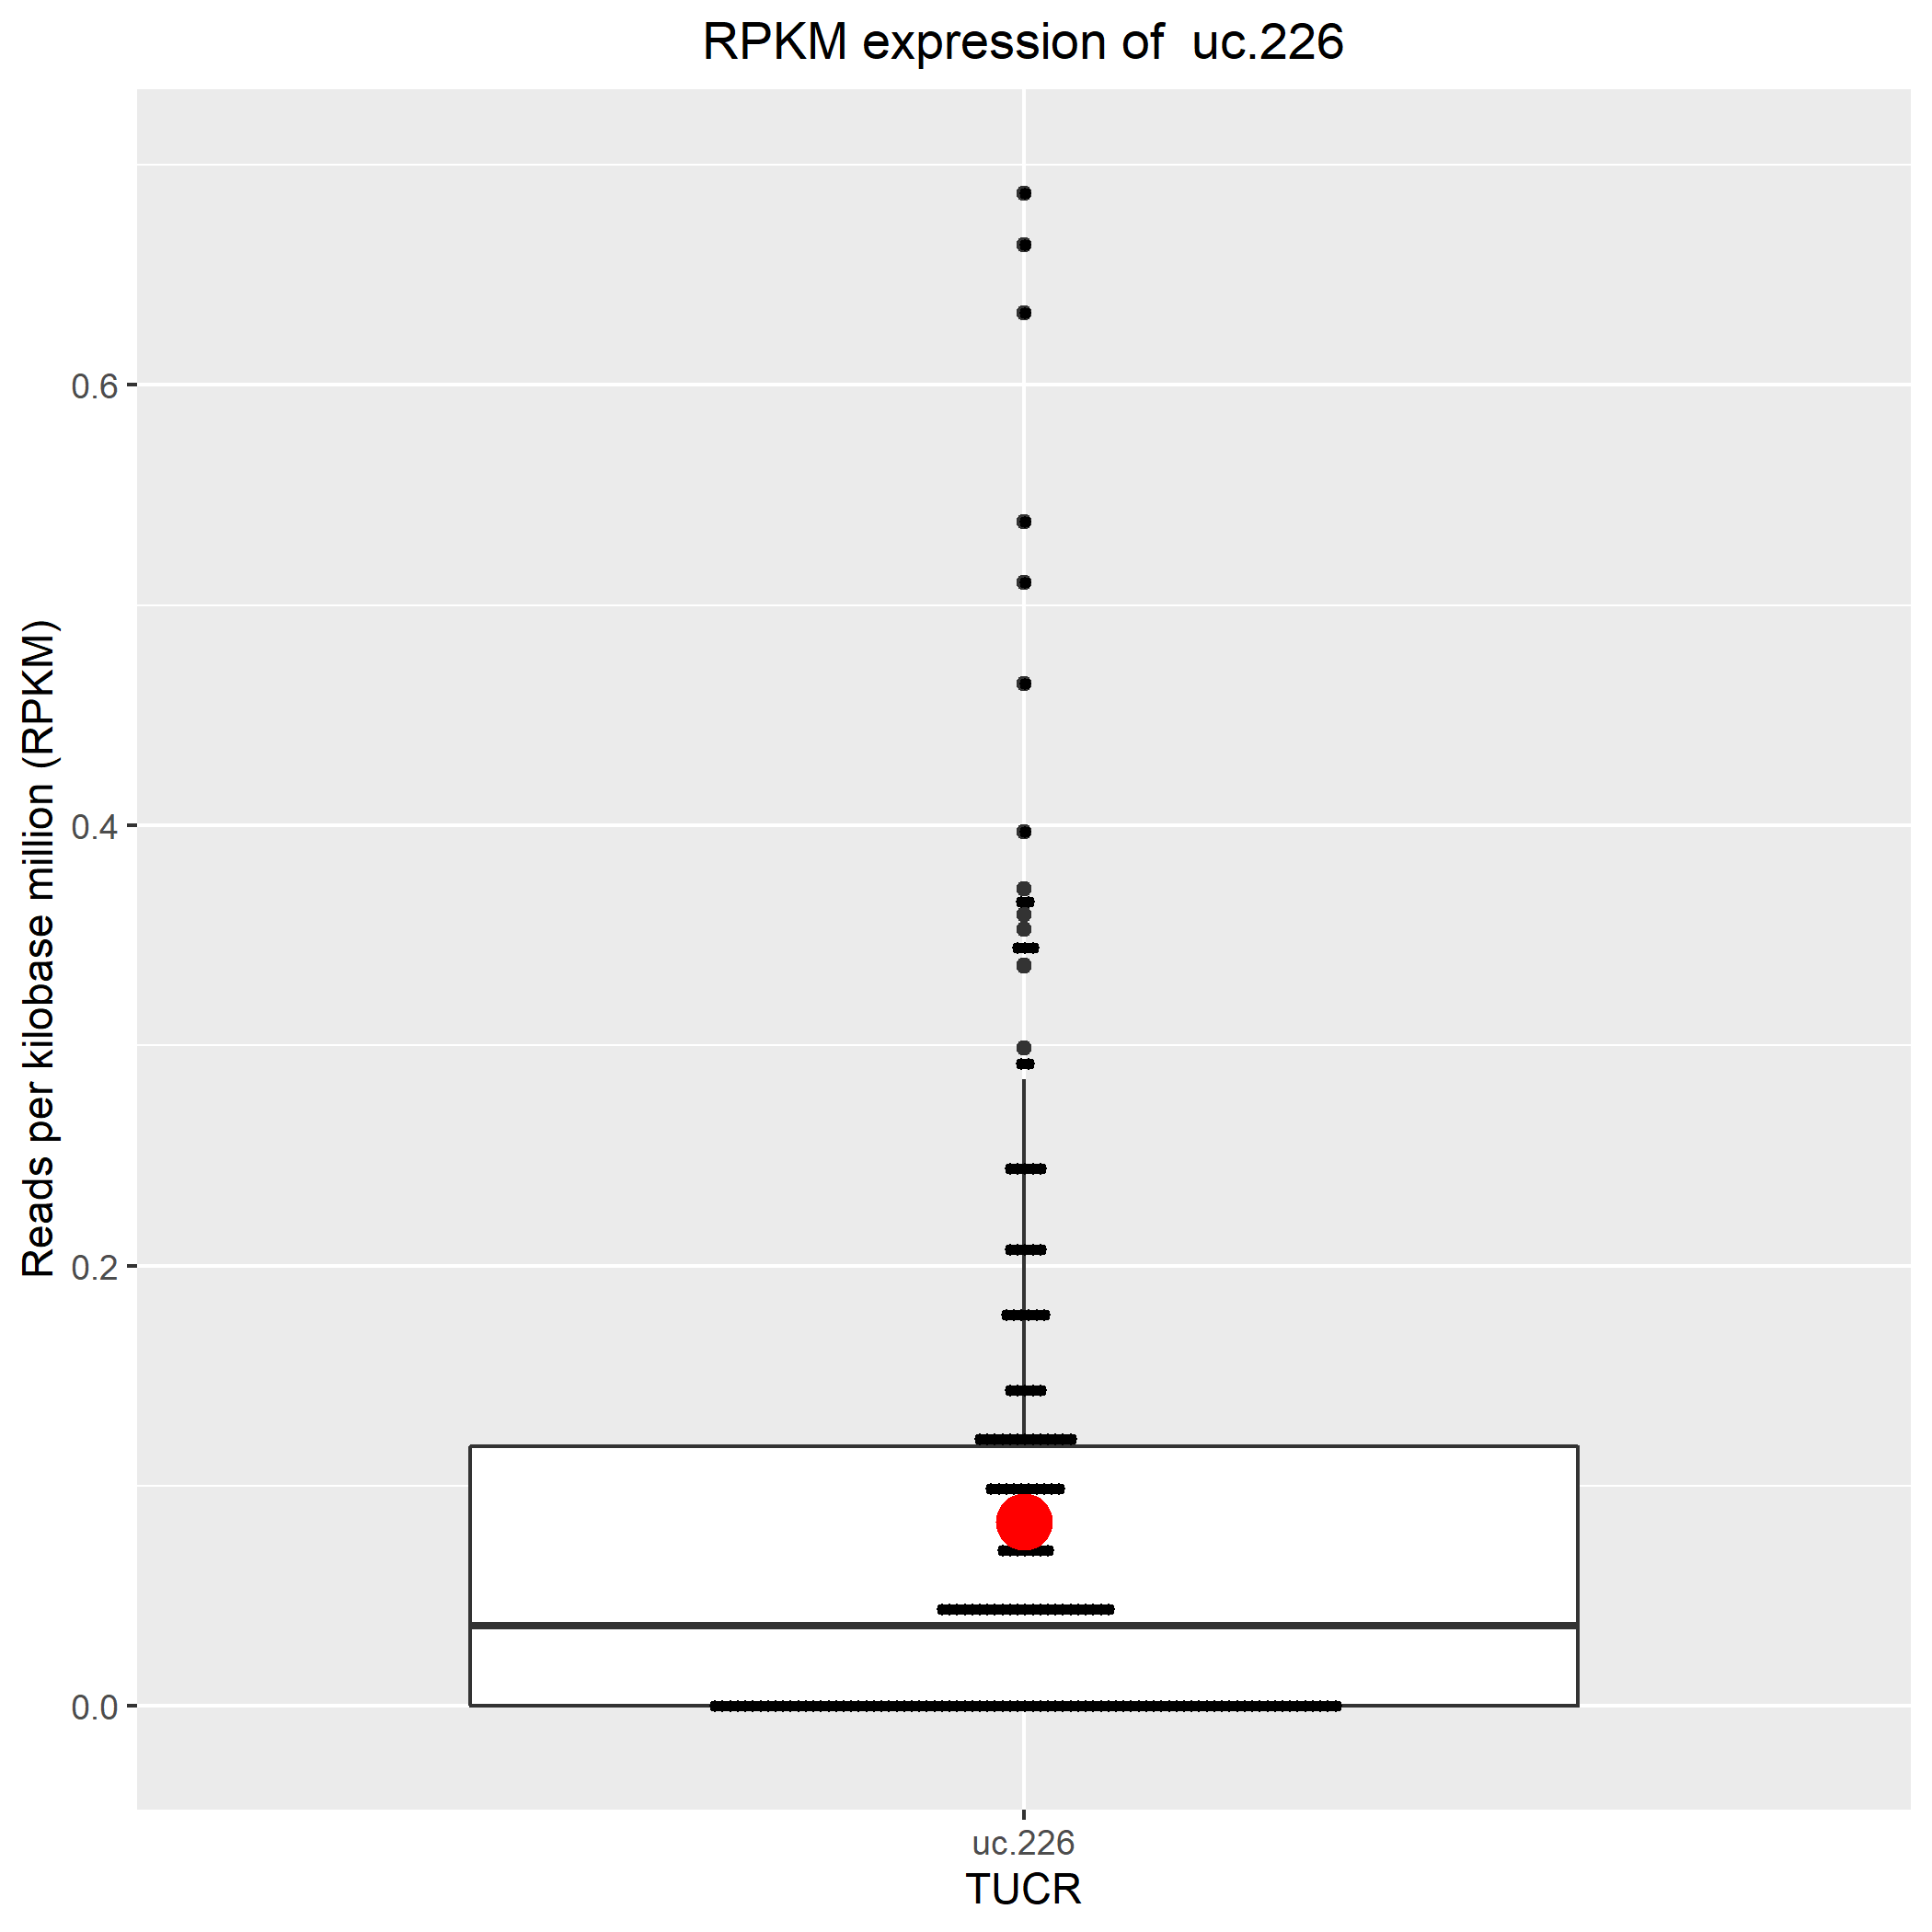 RPKM expression of  uc.226
Reads per kilobase million (RPKM)
0.6
0.4
0.2
0.0
uc.226
TUCR